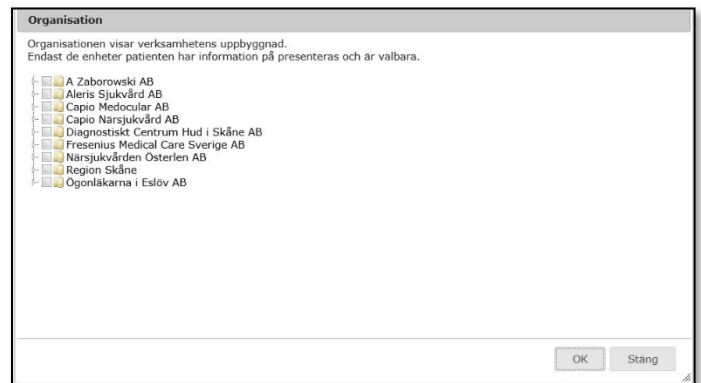 Organisation
Organisationen visar verksamhetens uppbyggnad.
Endast de enheter patienten har information på presenteras och är valbara.
A Zaborowski AB
Aleris Sjukvård AB
Capio Medocular AB
Capio Närsjukvård AB
Diagnostiskt Centrum Hud i Skåne AB
Fresenius Medical Care Sverige AB
Närsjukvården Österlen AB
Region Skåne
Ögonläkarna i Eslöv AB
OK Stäng